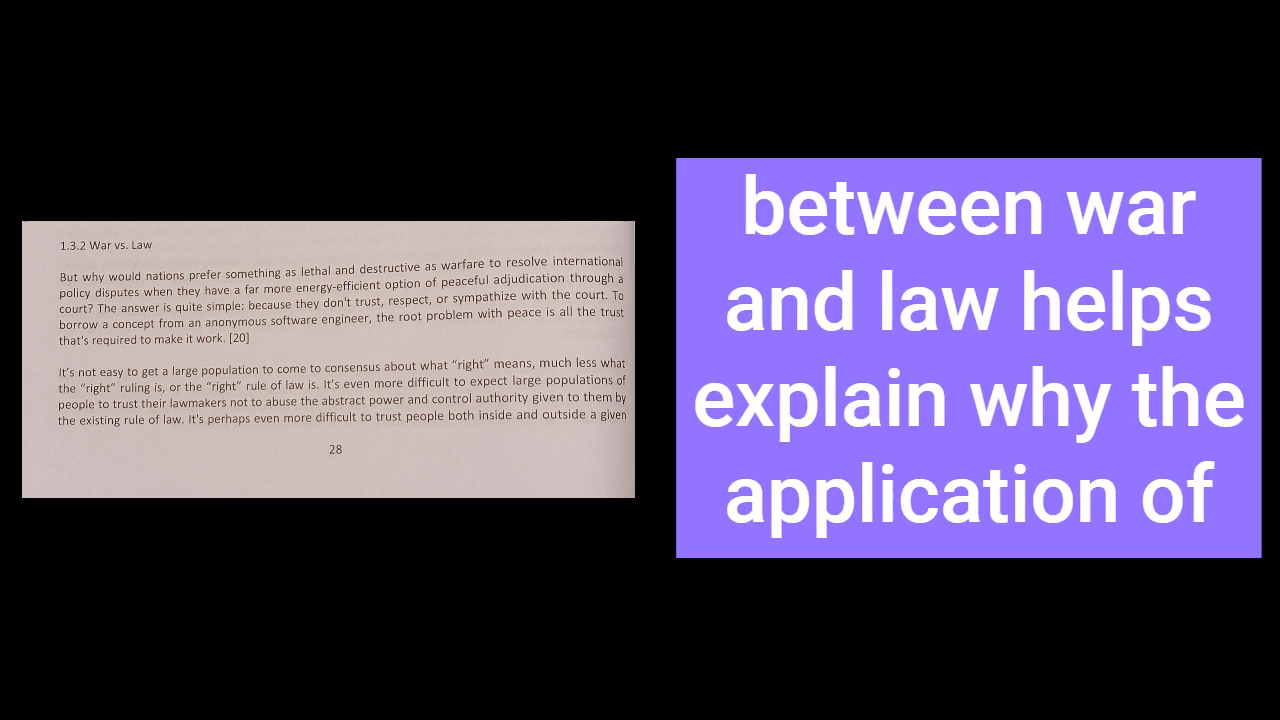 1.3.2 War vs. Law
But why would nations prefer something as lethal and destructive as warfare to resolve international
policy disputes when they have a far more energy-efficient option of peaceful adjudication through a
court? The answer is quite simple: because they don't trust, respect, or sympathize with the court. To
borrow a concept from an anonymous software engineer, the root problem with peace is all the trust
that's required to make it work. [20]
It's not easy to get a large population to come to consensus about what “right” means, much less what
the “right” ruling is, or the “right” rule of law is. It's even more difficult to expect large populations of
people to trust their lawmakers not to abuse the abstract power and control authority given to them by
the existing rule of law. It's perhaps even more difficult to trust people both inside and outside a given
28
between war
and law helps
explain why the
application of